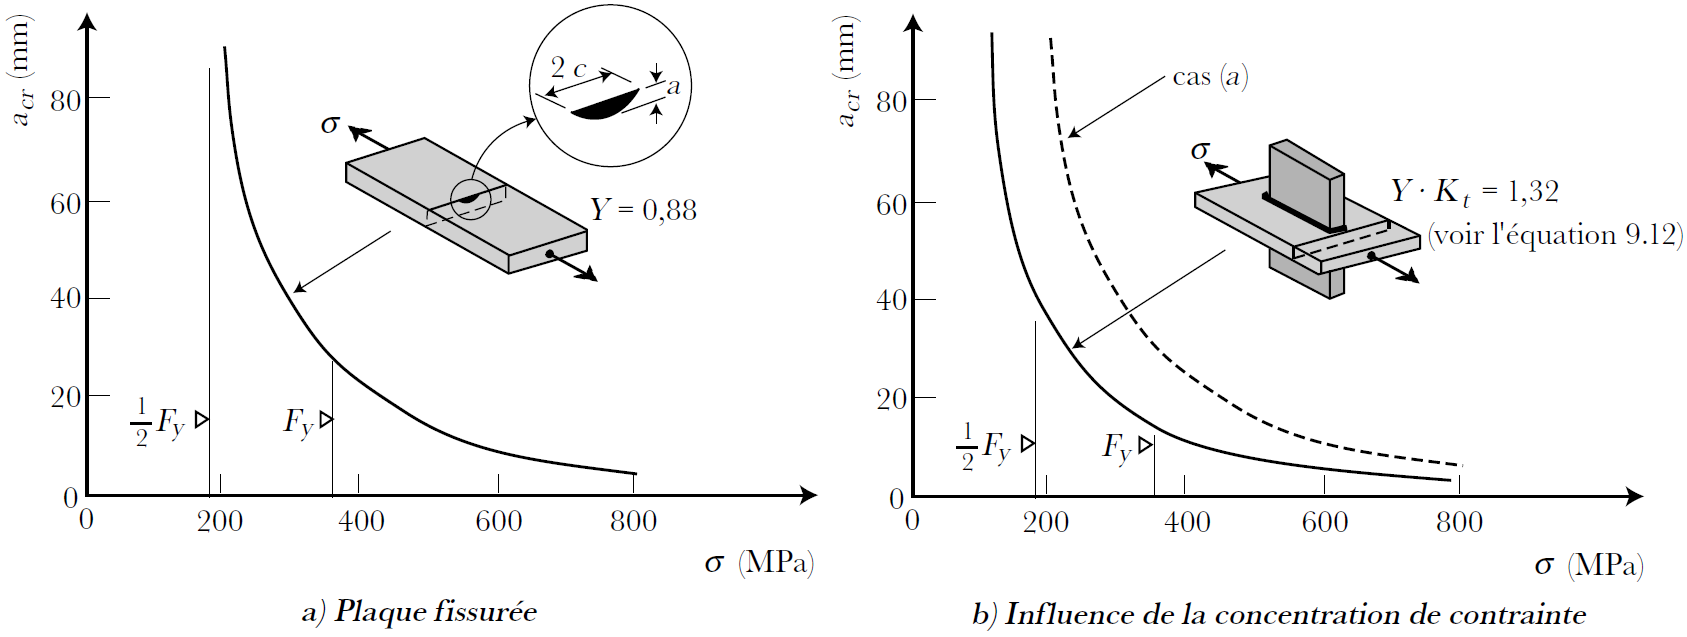 a_cr (mm)
80
60
40
20
0
0
200
400
600
800
σ (MPa)
1/2 F_y
F_y
σ
2 c
a
Y = 0,88
a) Plaque fissurée
a_cr (mm)
80
60
40
20
0
0
200
400
600
800
σ (MPa)
1/2 F_y
F_y
cas (a)
σ
Y · K_t = 1,32
(voir l'équation 9.12)
b) Influence de la concentration de contrainte